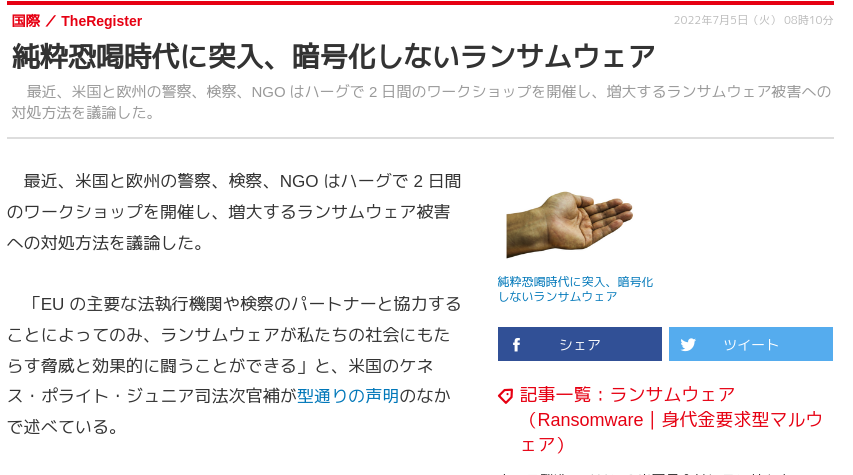 国際 ／ TheRegister
2022年7月5日（火） 08時10分
純粋恐喝時代に突入、暗号化しないランサムウェア
最近、米国と欧州の警察、検察、NGO はハーグで 2 日間のワークショップを開催し、増大するランサムウェア被害への
対処方法を議論した。
最近、米国と欧州の警察、検察、NGO はハーグで 2 日間
のワークショップを開催し、増大するランサムウェア被害
への対処方法を議論した。
「EU の主要な法執行機関や検察のパートナーと協力する
ことによってのみ、ランサムウェアが私たちの社会にもた
らす脅威と効果的に闘うことができる」と、米国のケネ
ス・ポライト・ジュニア司法次官補が型通りの声明のなか
で述べている。
純粋恐喝時代に突入、暗号化
しないランサムウェア
シェア
ツイート
記事一覧 : ランサムウェア
（Ransomware｜身代金要求型マルウ
ェア）